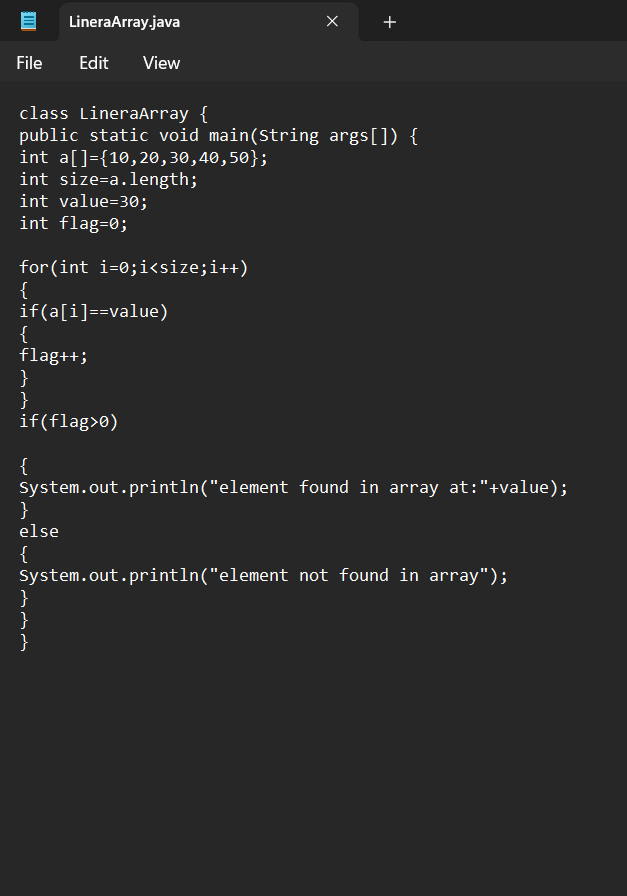 LineraArray.java
File Edit View
class LineraArray {
public static void main(String args[]) {
int a[]={10,20,30,40,50};
int size=a.length;
int value=30;
int flag=0;
for(int i=0;i<size;i++)
{
if(a[i]==value)
{
flag++;
}
}
if(flag>0)
{
System.out.println("element found in array at:"+value);
}
else
{
System.out.println("element not found in array");
}
}
}